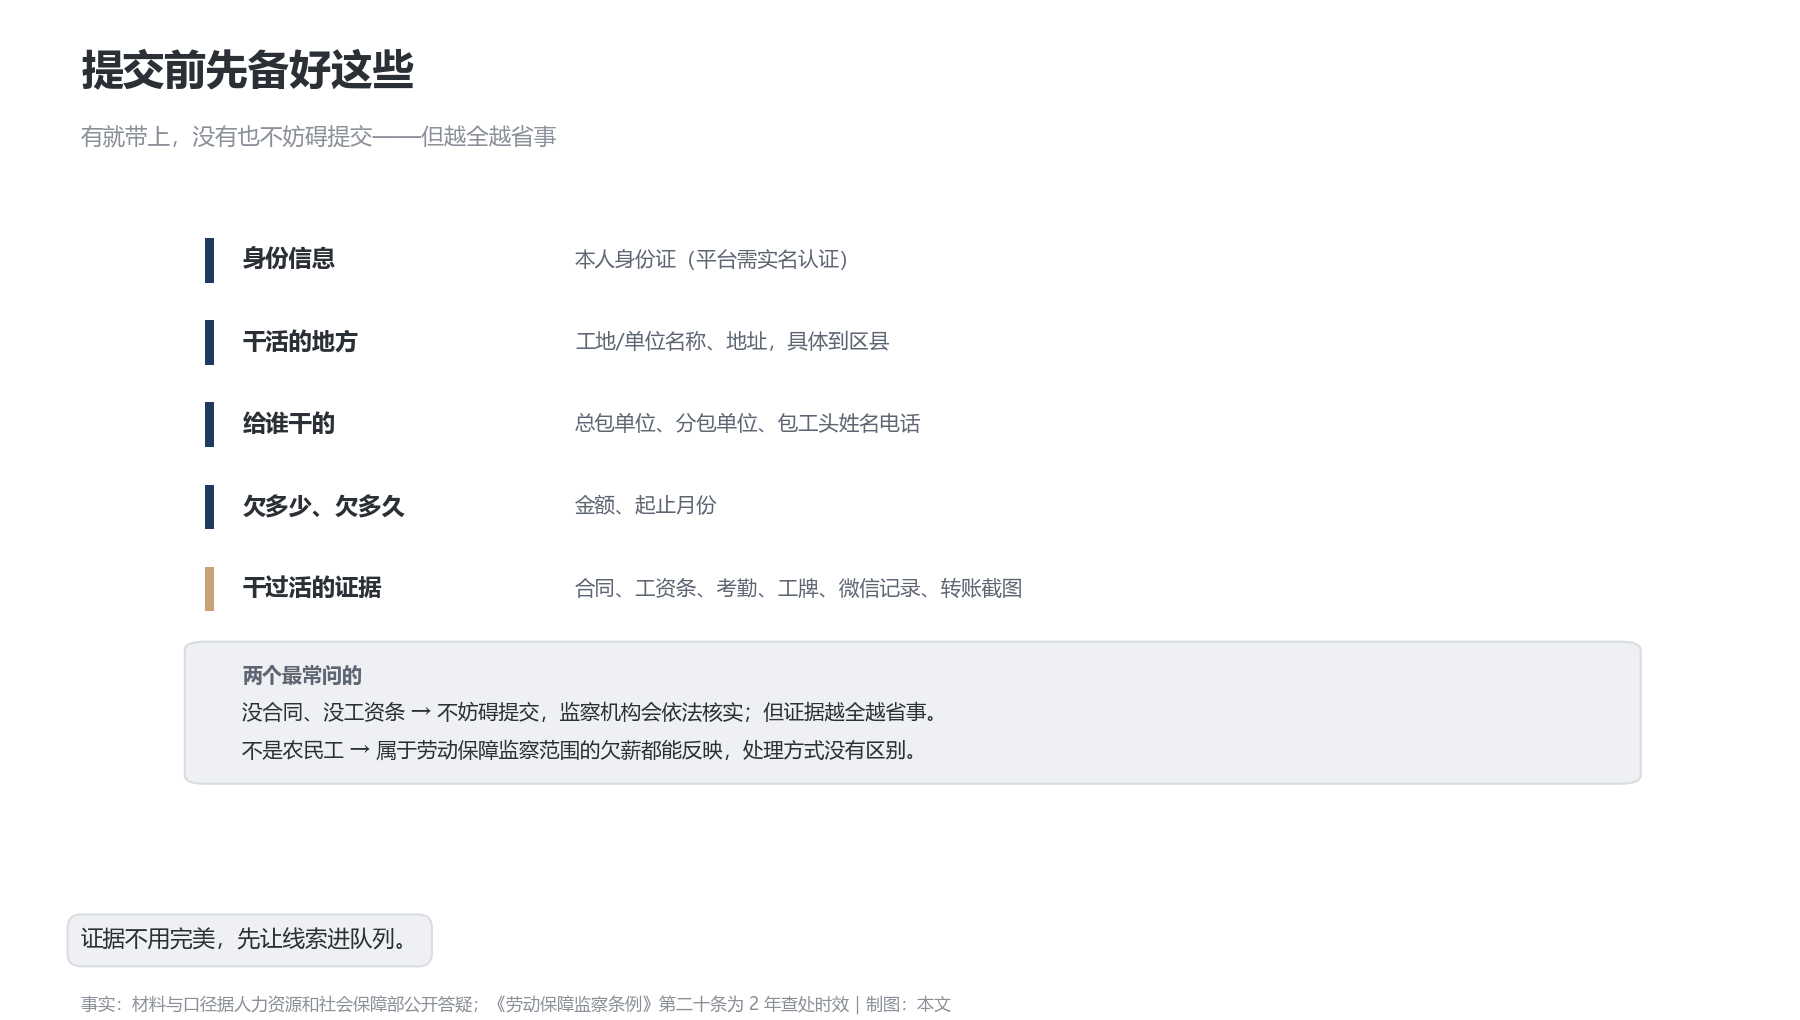 提交前先备好这些
有就带上，没有也不妨碍提交——但越全越省事
身份信息 本人身份证（平台需实名认证）
干活的地方 工地/单位名称、地址，具体到区县
给谁干的 总包单位、分包单位、包工头姓名电话
欠多少、欠多久 金额、起止月份
干过活的证据 合同、工资条、考勤、工牌、微信记录、转账截图
两个最常问的
没合同、没工资条 → 不妨碍提交，监察机构会依法核实；但证据越全越省事。
不是农民工 → 属于劳动保障监察范围的欠薪都能反映，处理方式没有区别。
证据不用完美，先让线索进队列。
事实：材料与口径据人力资源和社会保障部公开答疑；《劳动保障监察条例》第二十条为 2 年查处时效 | 制图：本文